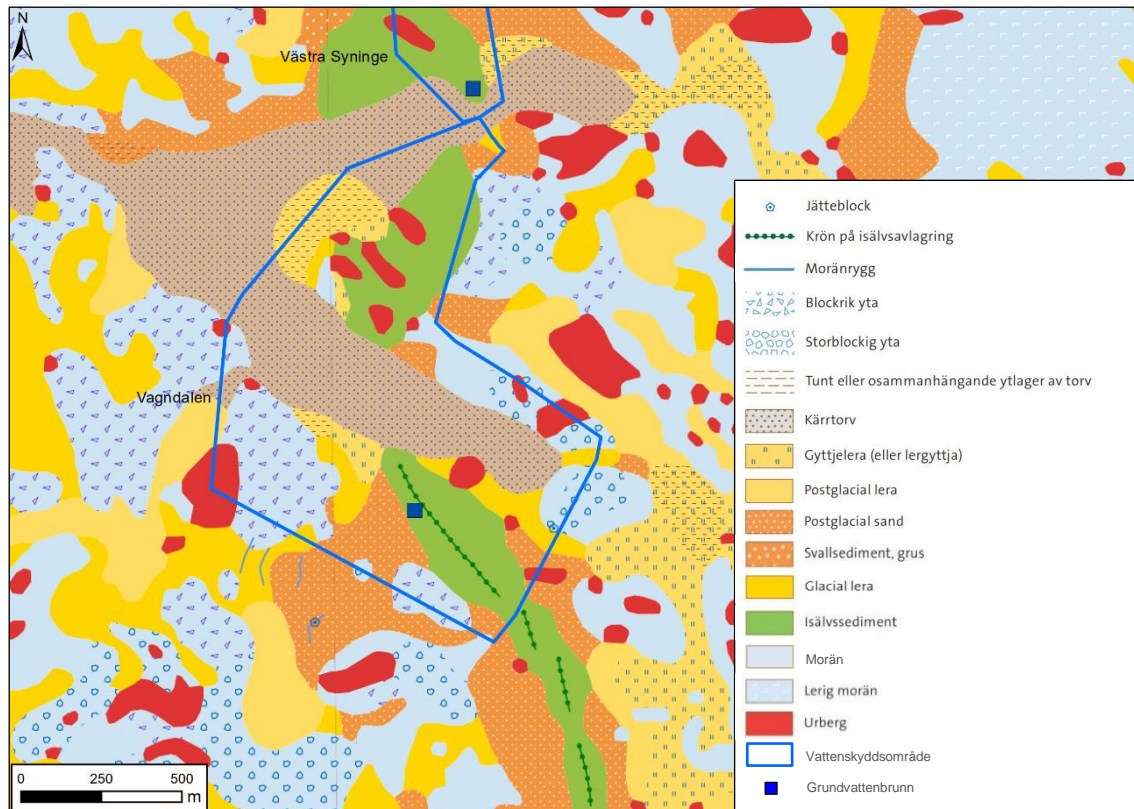 N
Västra Syninge
Vagndalen
Jätteblock
Krön på isälvsavlagring
Moränrygg
Blockrik yta
Storblockig yta
Tunt eller osammanhängande ytlager av torv
Kärrtorv
Gyttjelera (eller lergyttja)
Postglacial lera
Postglacial sand
Svallsediment, grus
Glacial lera
Isälvssediment
Morän
Lerig morän
Urberg
Vattenskyddsområde
Grundvattenbrunn
0 250 500
m